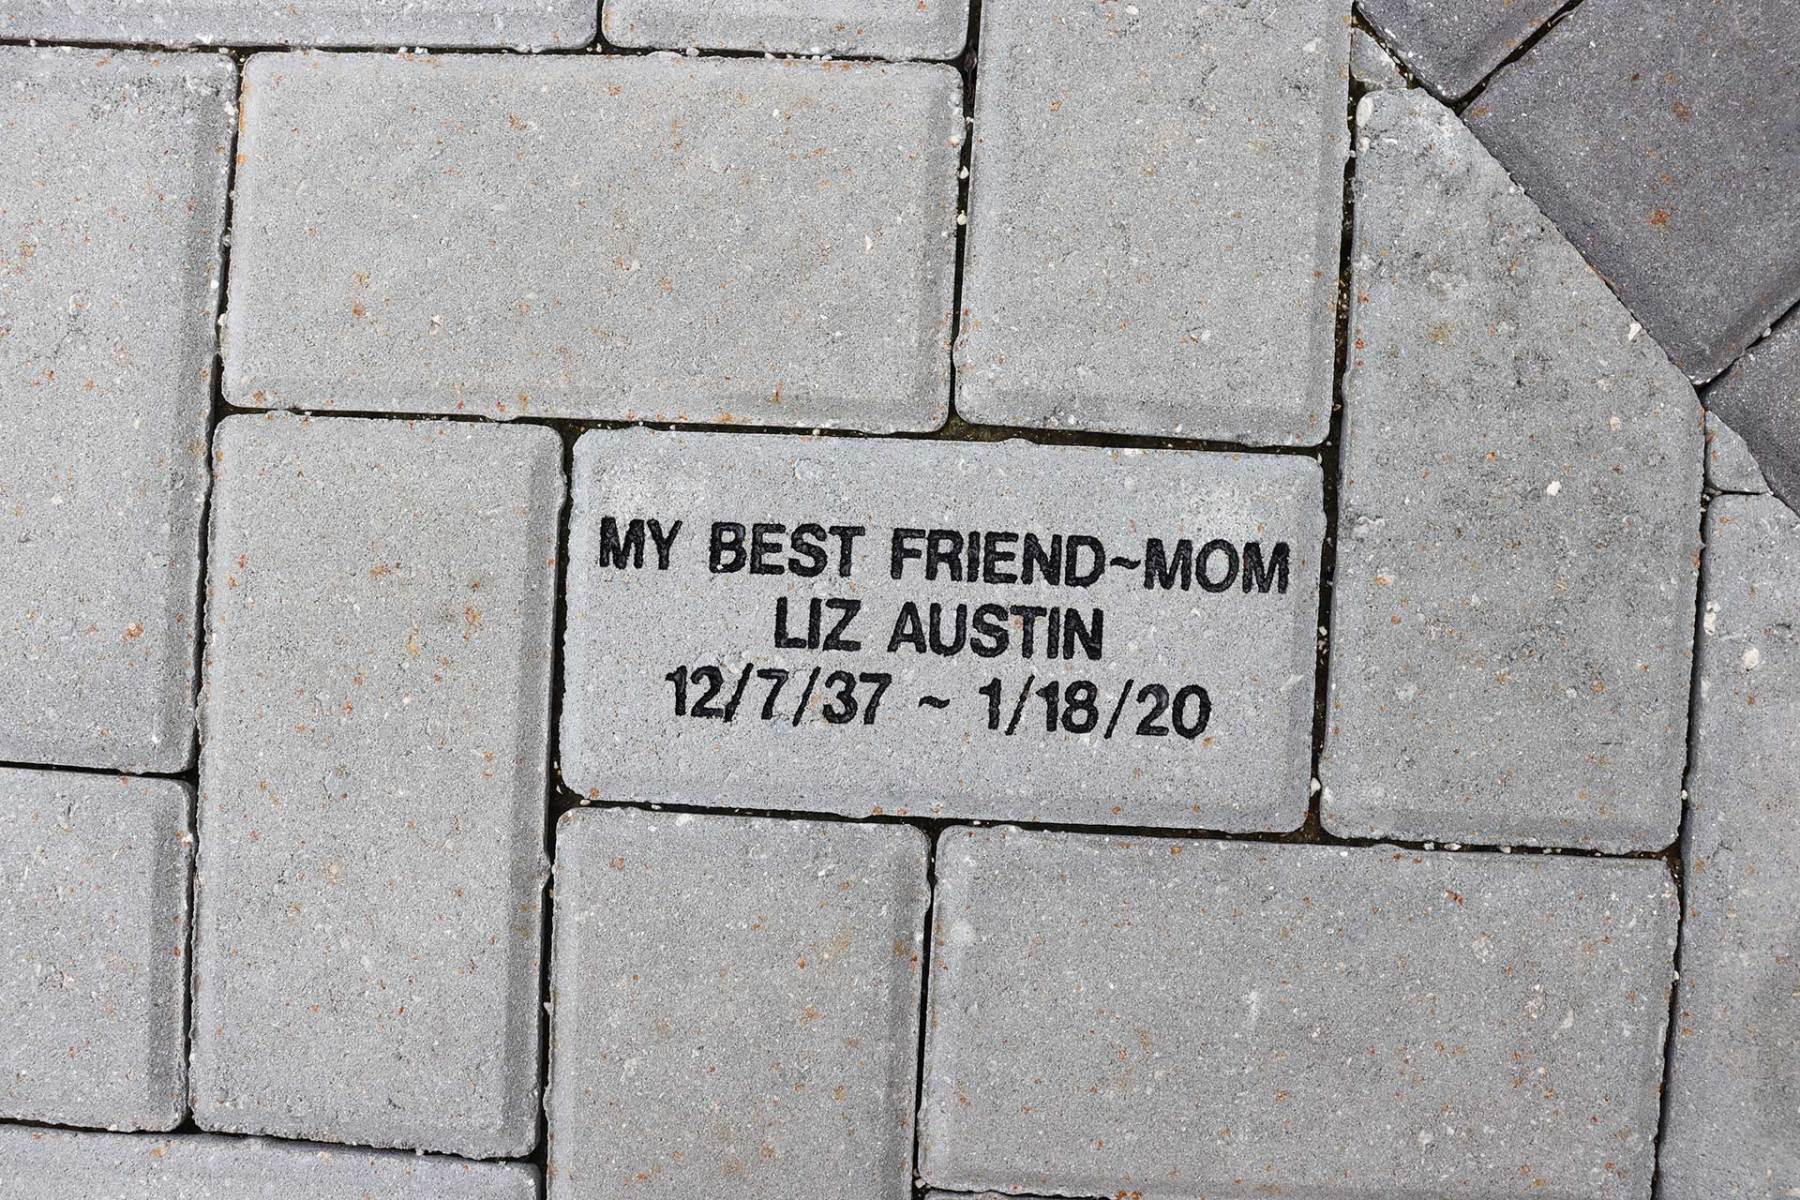 MY BEST FRIEND~MOM
LIZ AUSTIN
12/7/37 ~ 1/18/20